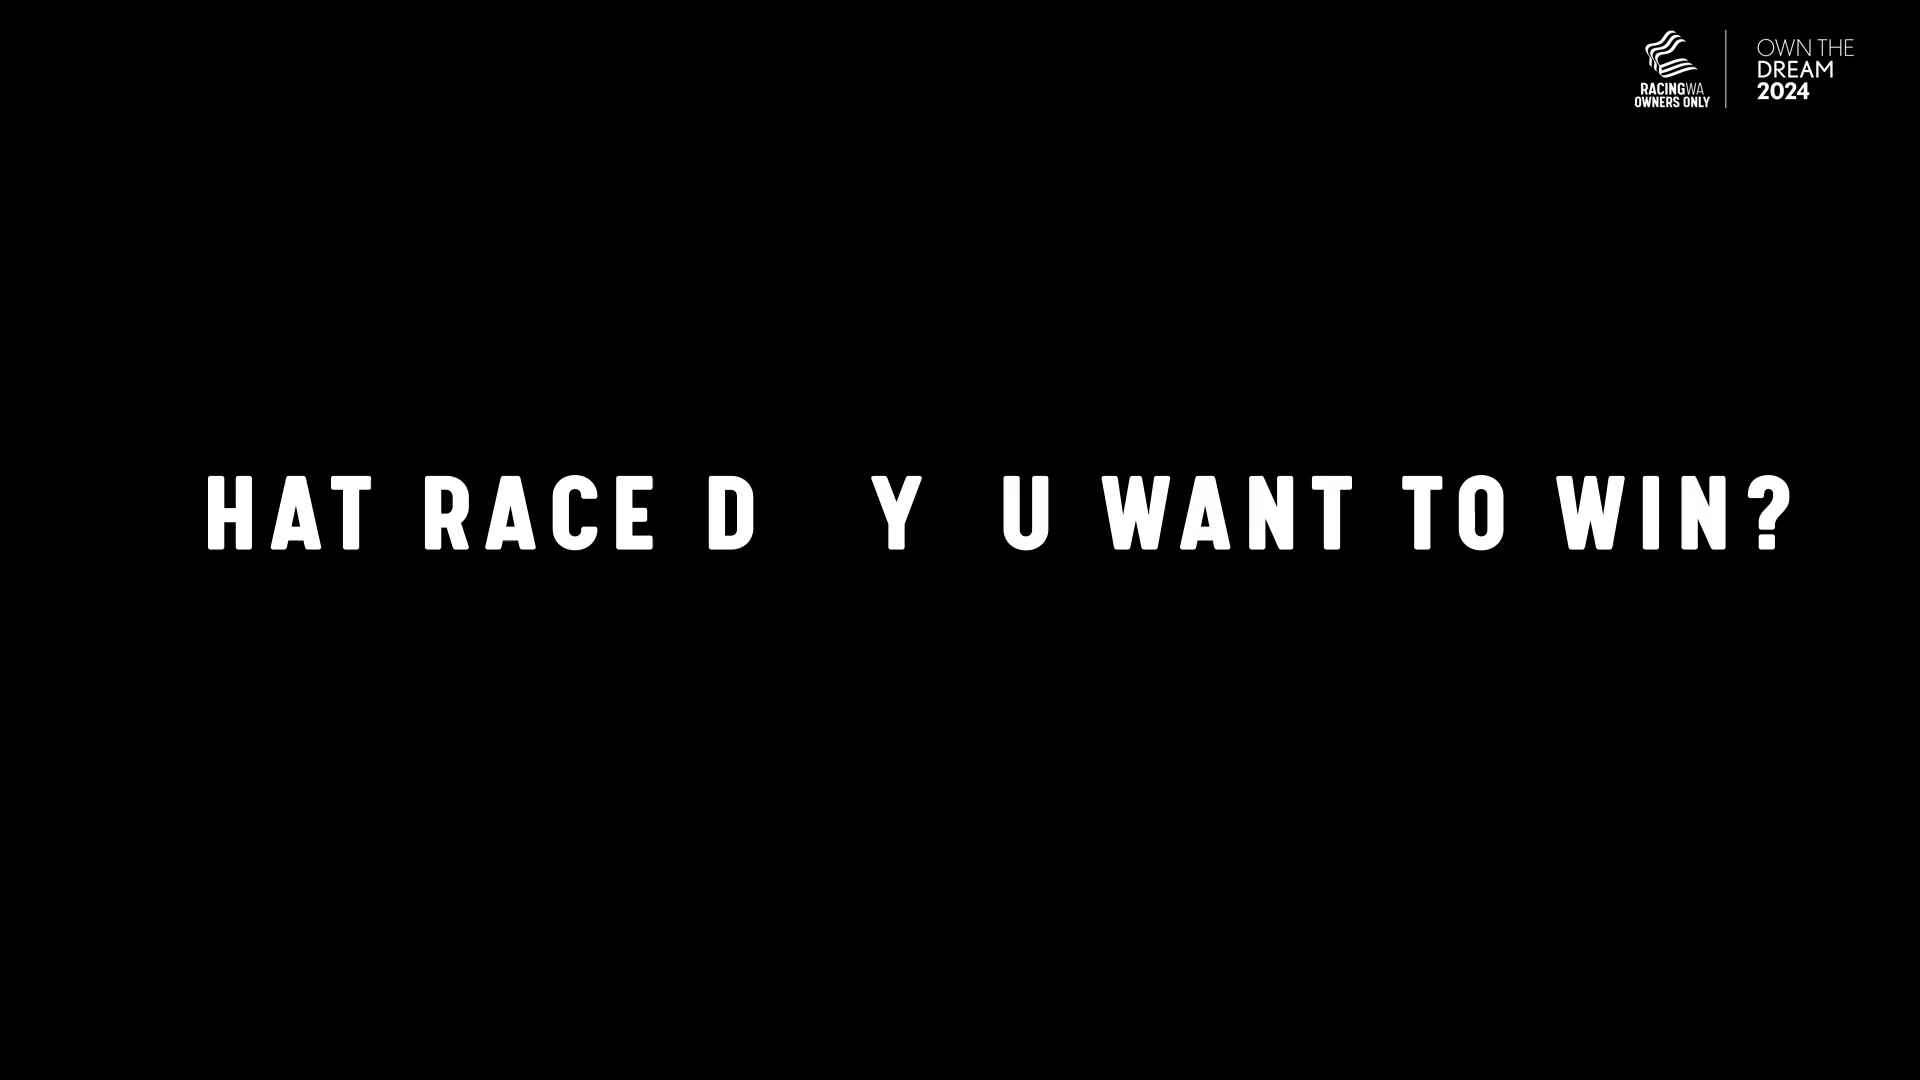 RACINGWA
OWNERS ONLY
OWN THE
DREAM
2024
HAT RACE D Y U WANT TO WIN?